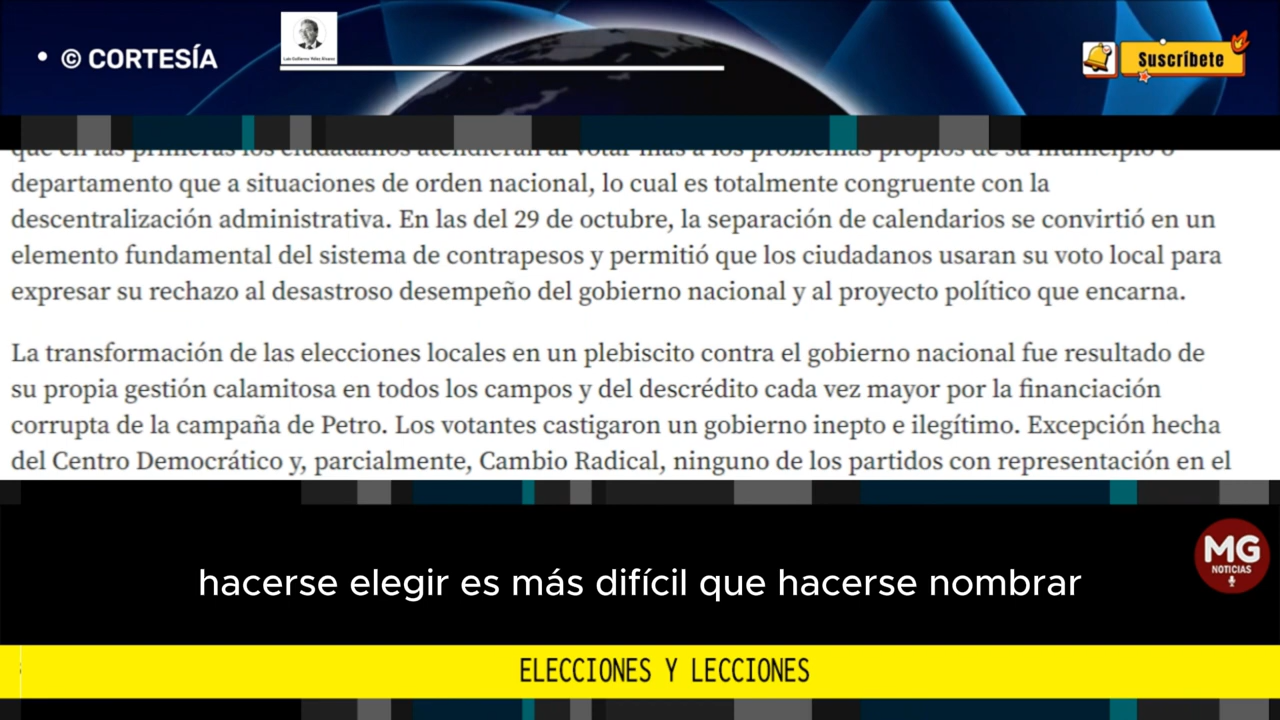 • © CORTESÍA
Suscríbete
departamento que a situaciones de orden nacional, lo cual es totalmente congruente con la
descentralización administrativa. En las del 29 de octubre, la separación de calendarios se convirtió en un
elemento fundamental del sistema de contrapesos y permitió que los ciudadanos usaran su voto local para
expresar su rechazo al desastroso desempeño del gobierno nacional y al proyecto político que encarna.
La transformación de las elecciones locales en un plebiscito contra el gobierno nacional fue resultado de
su propia gestión calamitosa en todos los campos y del descrédito cada vez mayor por la financiación
corrupta de la campaña de Petro. Los votantes castigaron un gobierno inepto e ilegítimo. Excepción hecha
del Centro Democrático y, parcialmente, Cambio Radical, ninguno de los partidos con representación en el
MG
NOTICIAS
hacerse elegir es más difícil que hacerse nombrar
ELECCIONES Y LECCIONES